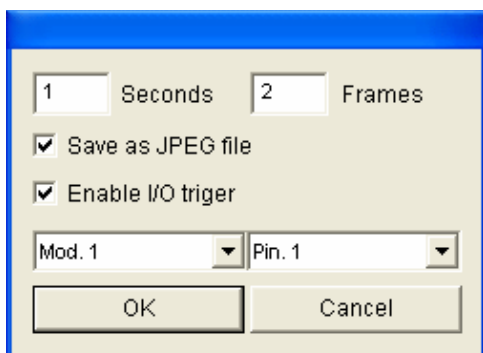 1 Seconds 2 Frames
Save as JPEG file
Enable I/O triger
Mod. 1 Pin. 1
OK Cancel